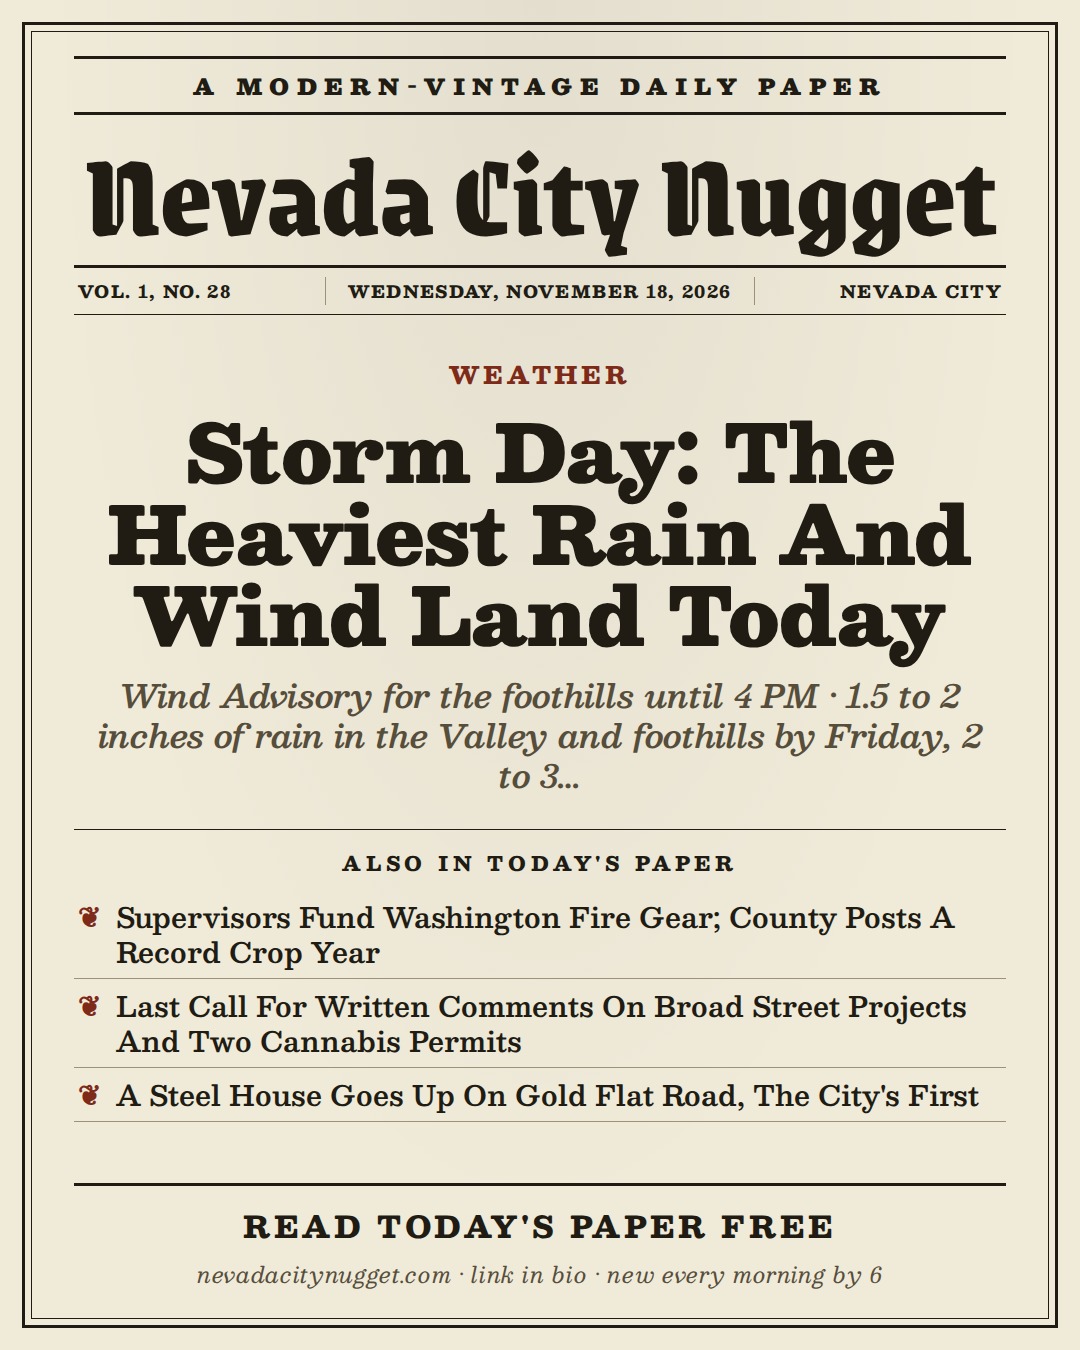 A MODERN-VINTAGE DAILY PAPER
Nevada City Nugget
VOL. 1, NO. 28
WEDNESDAY, NOVEMBER 18, 2026
NEVADA CITY
WEATHER
Storm Day: The
Heaviest Rain And
Wind Land Today
Wind Advisory for the foothills until 4 PM · 1.5 to 2
inches of rain in the Valley and foothills by Friday, 2
to 3...
ALSO IN TODAY'S PAPER
❦ Supervisors Fund Washington Fire Gear; County Posts A
Record Crop Year
❦ Last Call For Written Comments On Broad Street Projects
And Two Cannabis Permits
❦ A Steel House Goes Up On Gold Flat Road, The City's First
READ TODAY'S PAPER FREE
nevadacitynugget.com · link in bio · new every morning by 6